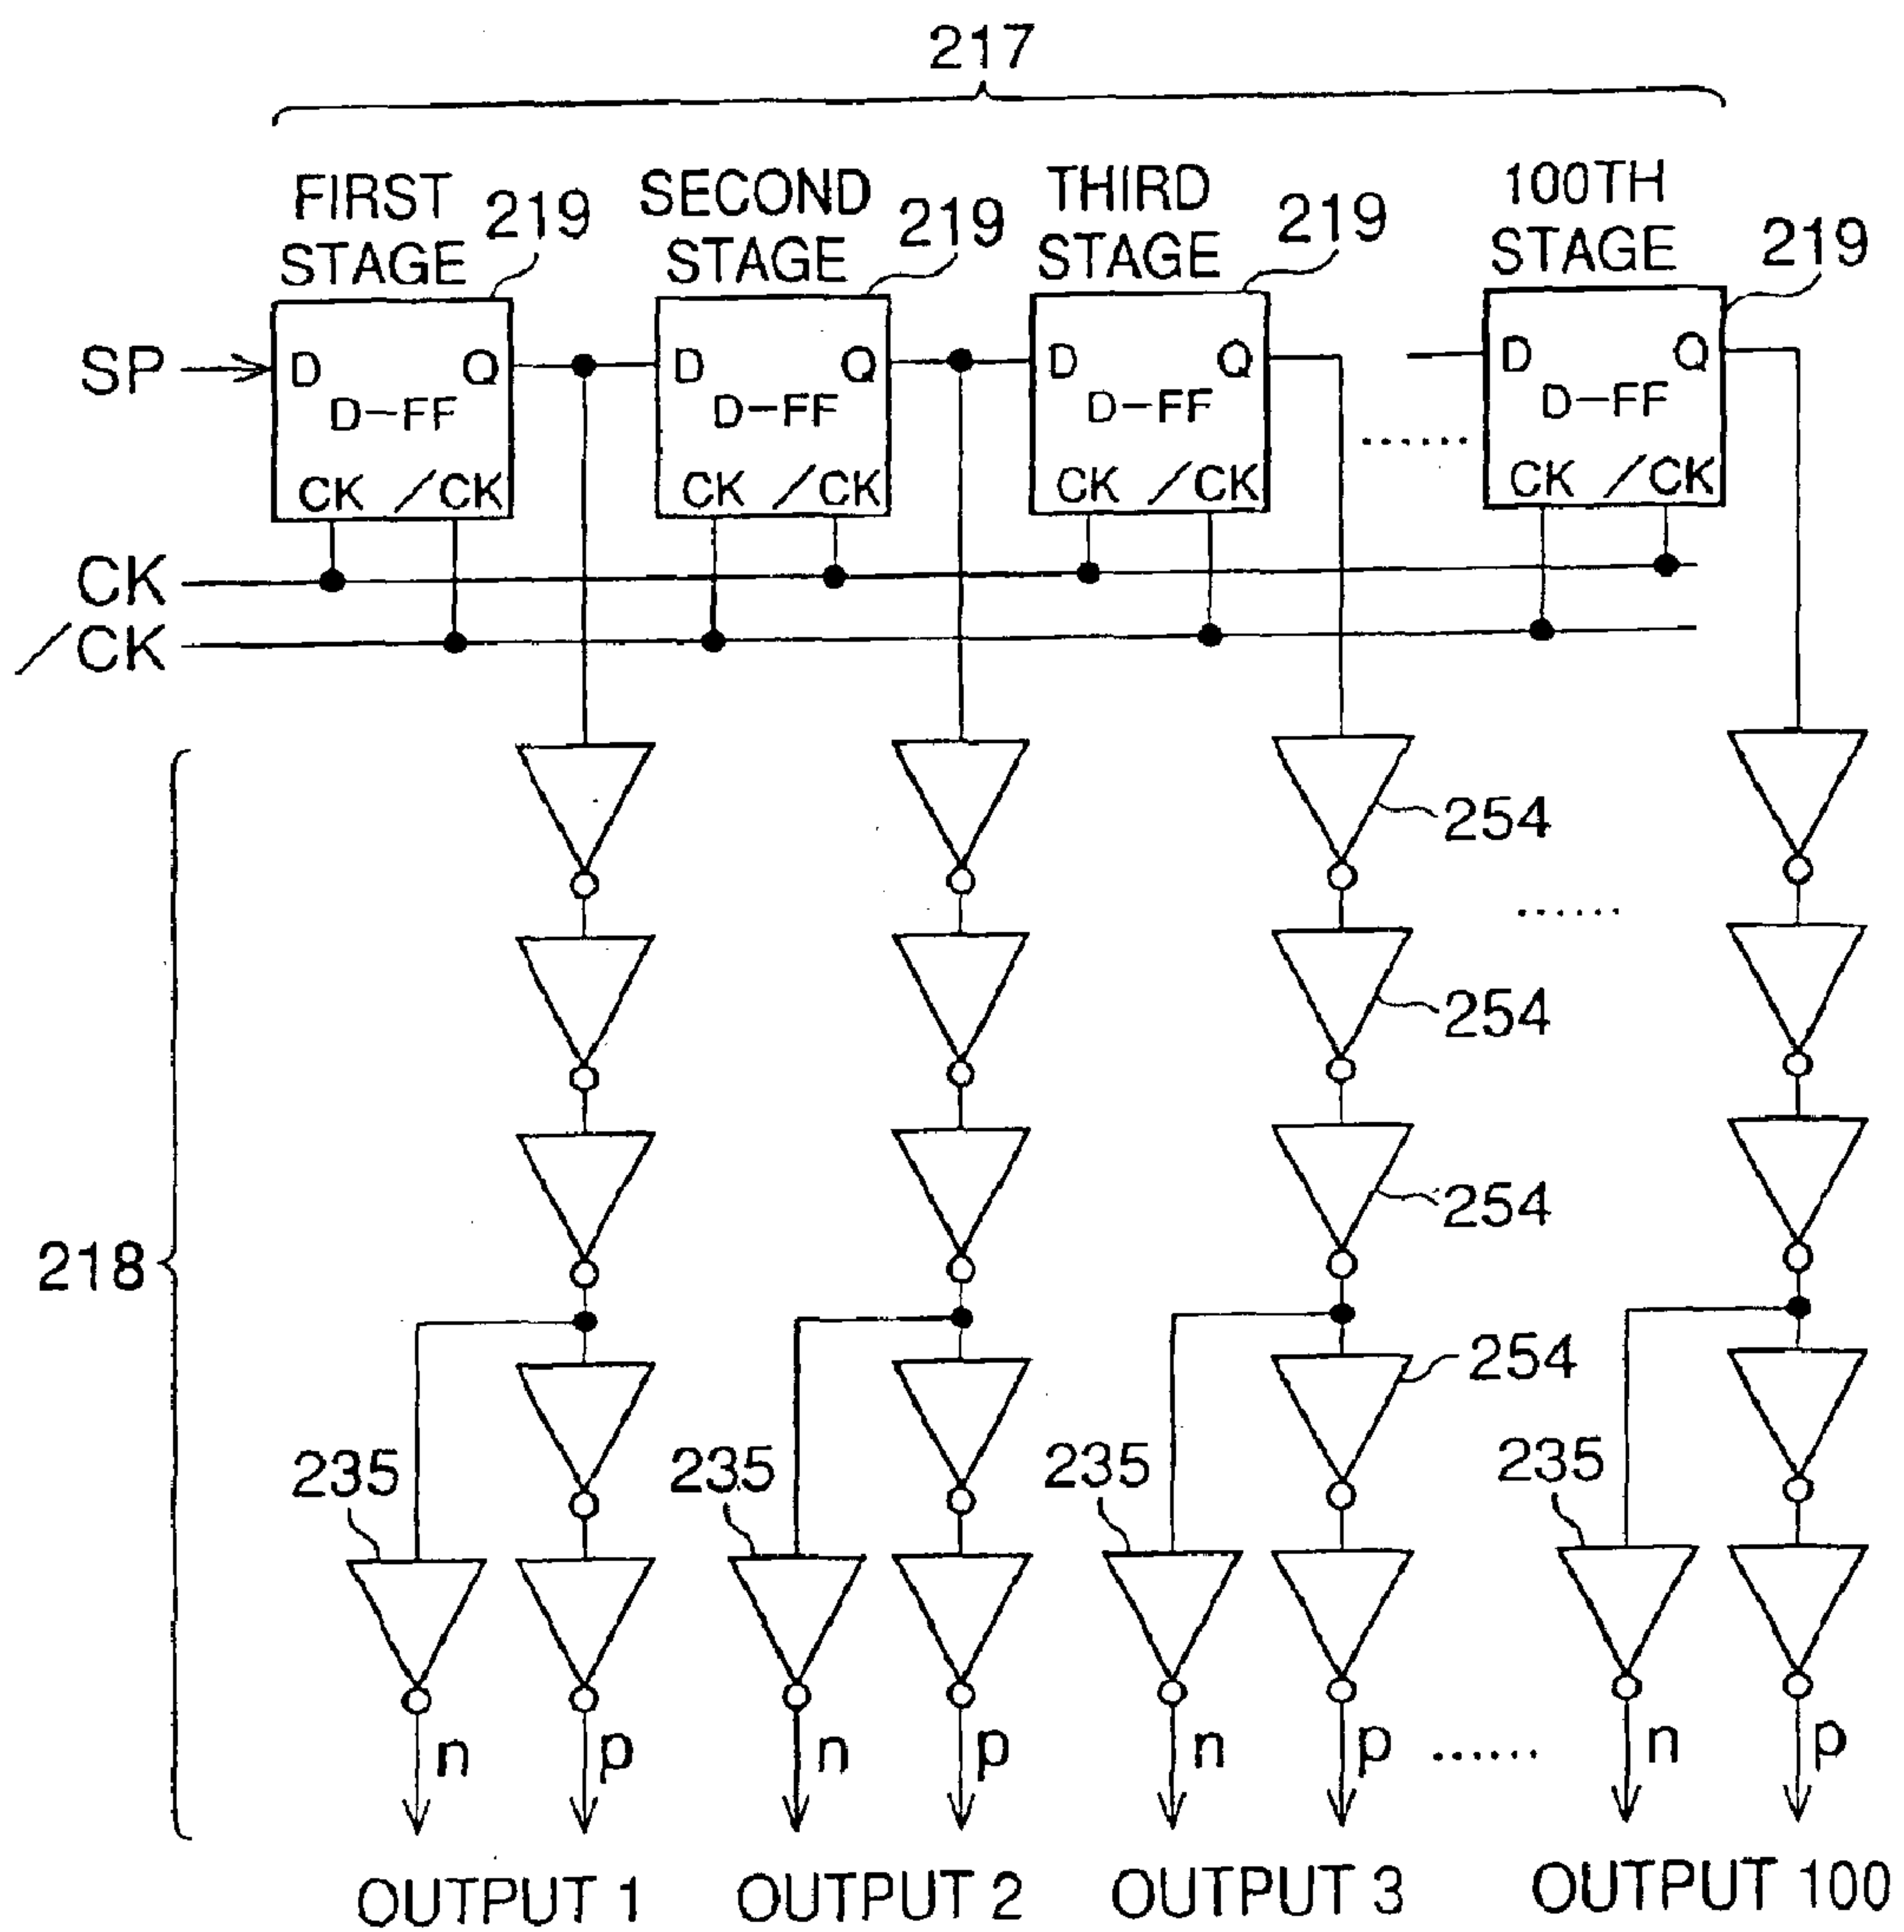 217
FIRST STAGE 219
SECOND STAGE 219
THIRD STAGE 219
100TH STAGE 219
SP
D Q
D-FF
CK /CK
D Q
D-FF
CK /CK
D Q
D-FF
CK /CK
......
D Q
D-FF
CK /CK
CK
/CK
254
......
254
254
218
254
235
235
235
235
n p n p n p ...... n p
OUTPUT 1 OUTPUT 2 OUTPUT 3 OUTPUT 100